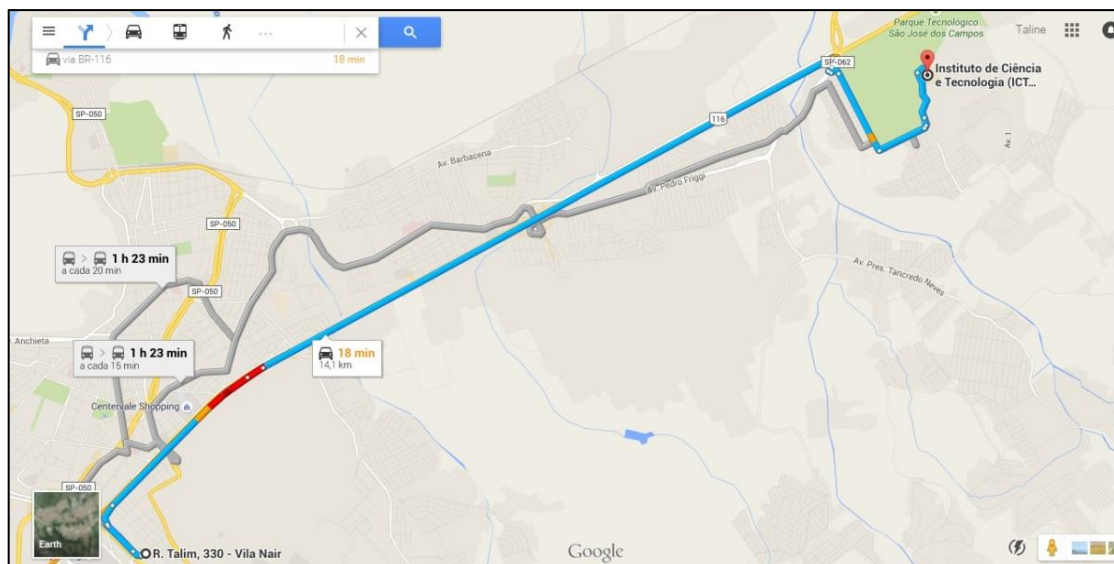 ...
via BR-116 18 min
Parque Tecnológico
São José dos Campos
Taline
SP-062
Instituto de Ciência
e Tecnologia (ICT...
SP-050
116
Av. 1
Av. Barbacena
Av. Pedro Friggi
SP-050
1 h 23 min
a cada 20 min
Av. Pres. Tancredo Neves
SP-050
Anchieta
1 h 23 min
a cada 15 min
18 min
14,1 km
Centervale Shopping
SP-050
Earth
R. Talim, 330 - Vila Nair
Google